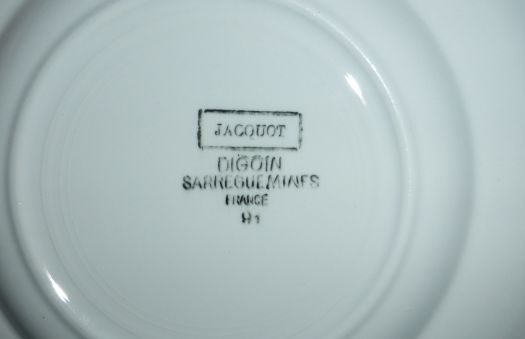 JACQUOT
DIGOIN
SARREGUEMINES
FRANCE